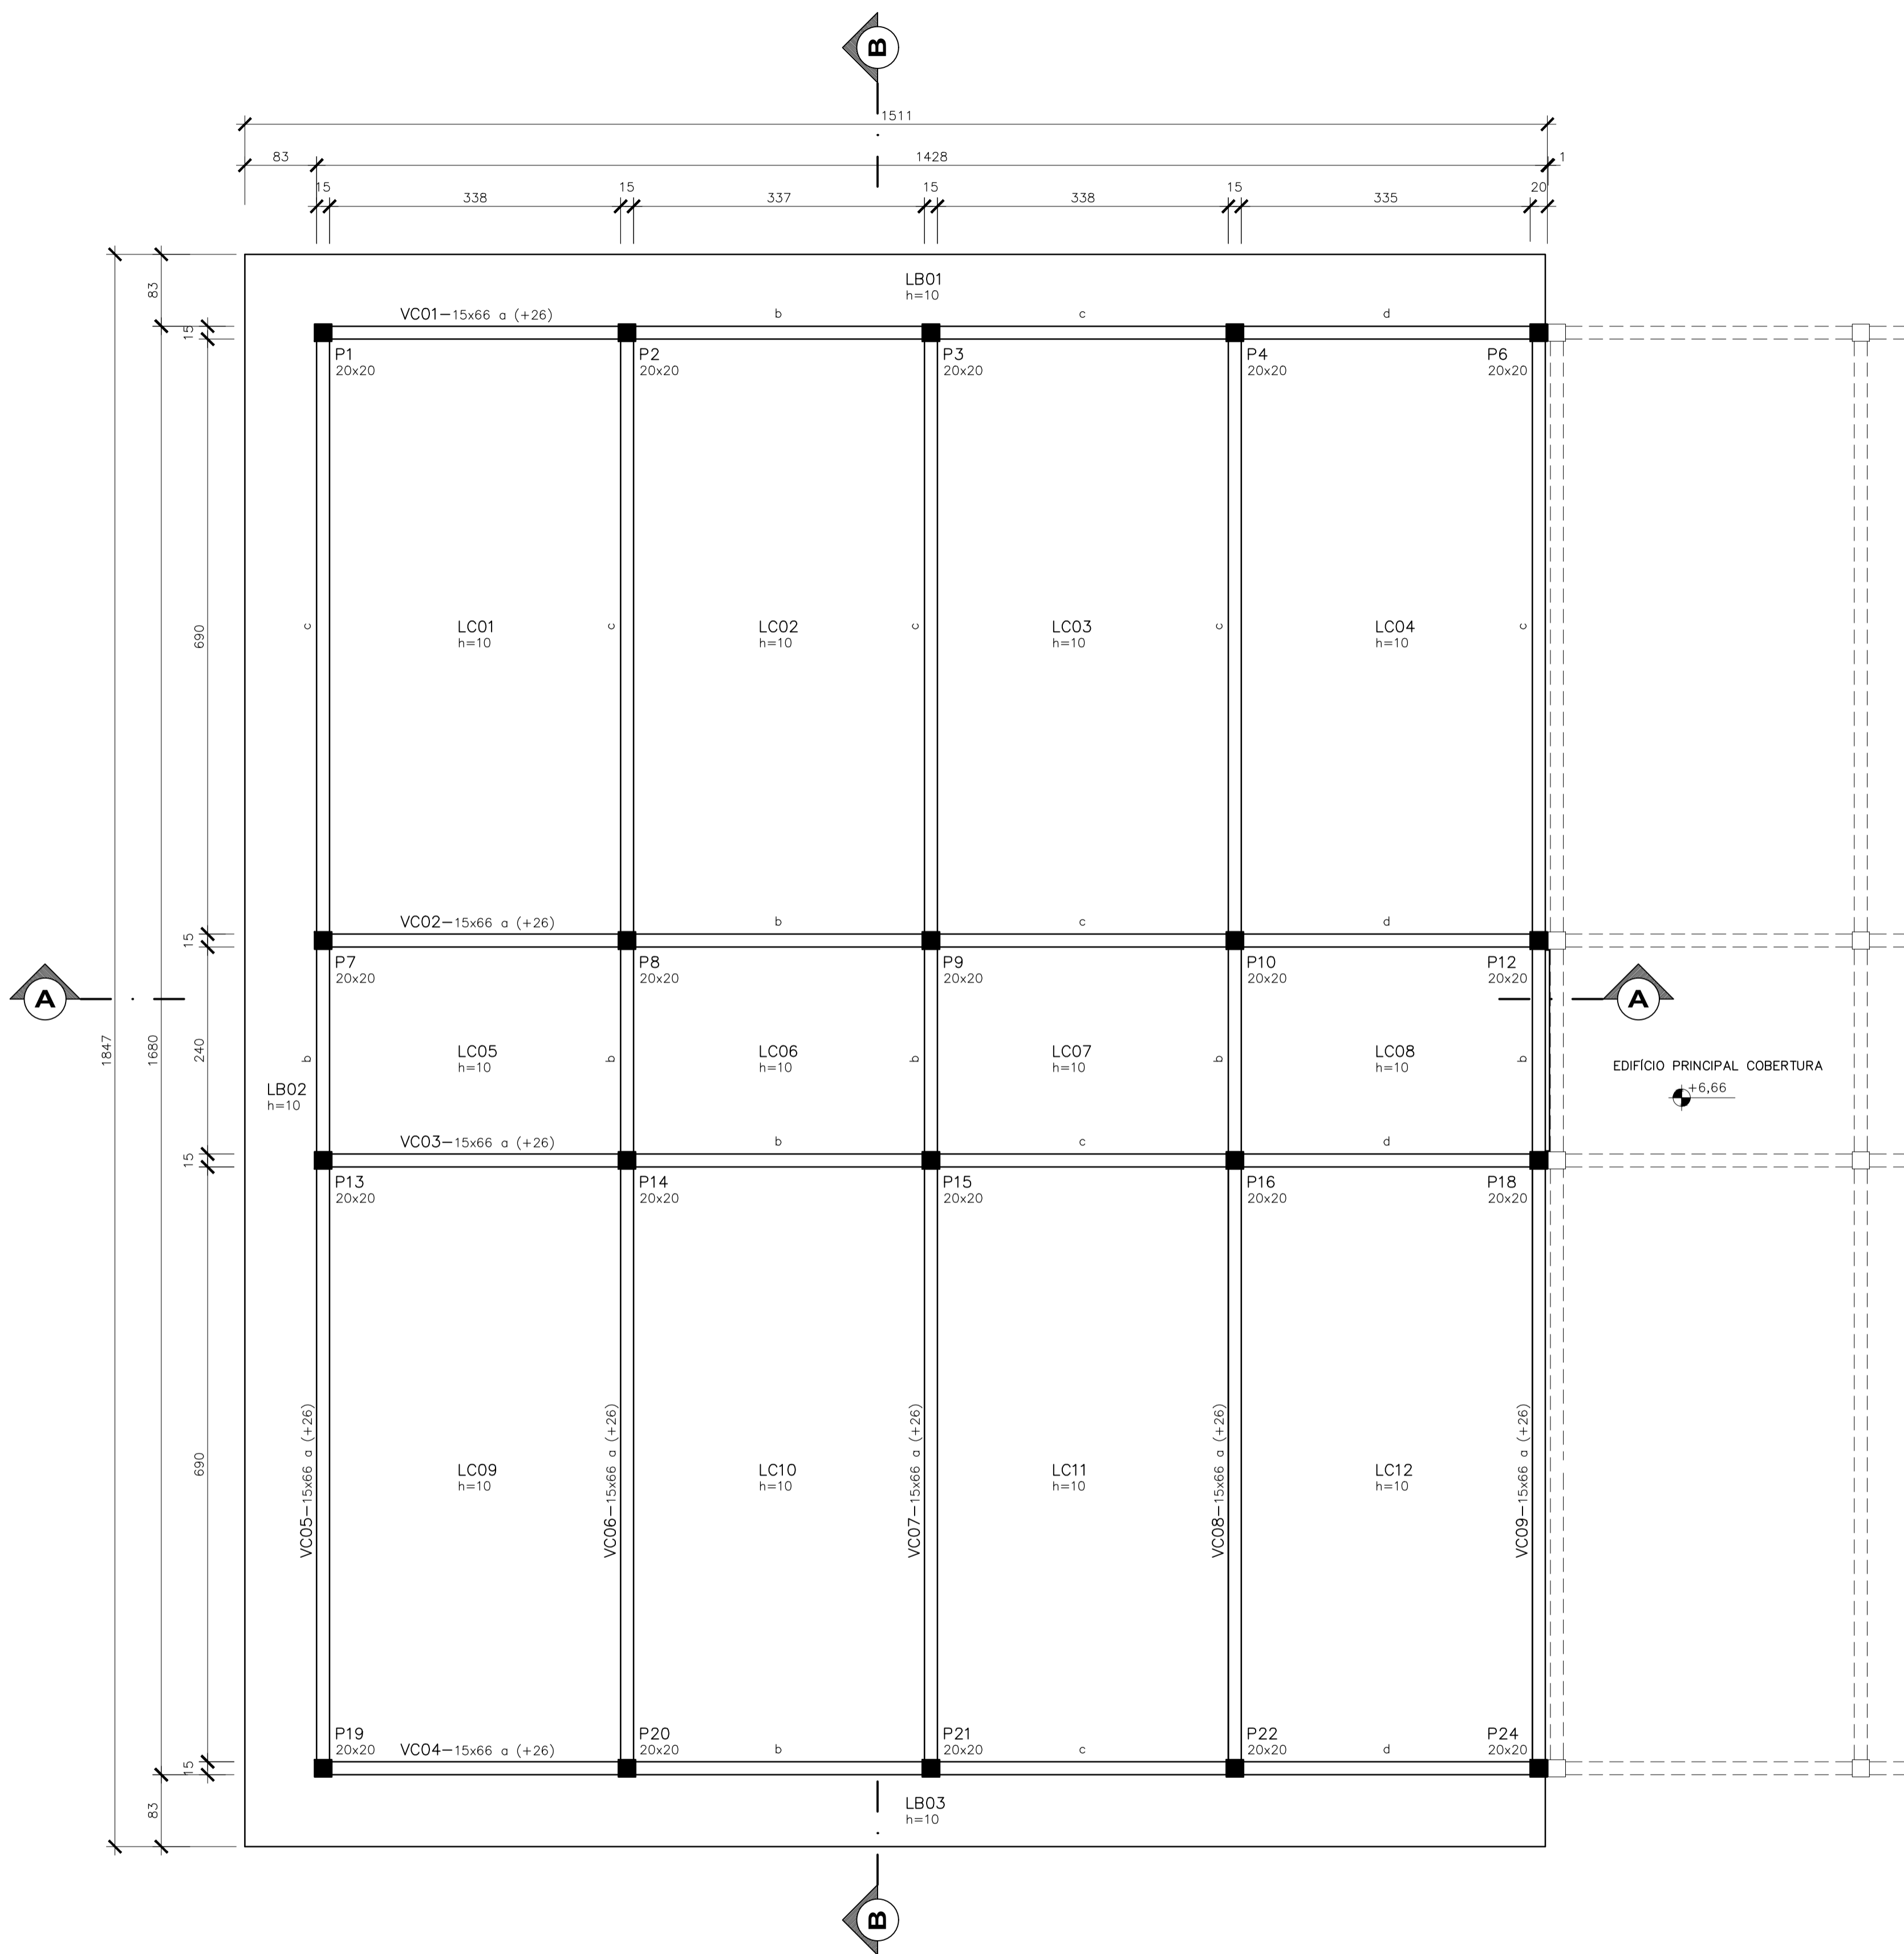 B
1511
83
1428
1
15
338
15
337
15
338
15
335
20
83
15
690
15
240
15
690
15
83
1680
1847
LB01
h=10
VC01-15x66 a (+26)
b
c
d
P1
20x20
P2
20x20
P3
20x20
P4
20x20
P6
20x20
c
c
c
c
c
LC01
h=10
LC02
h=10
LC03
h=10
LC04
h=10
VC02-15x66 a (+26)
b
c
d
P7
20x20
P8
20x20
P9
20x20
P10
20x20
P12
20x20
A
A
b
b
b
b
b
LC05
h=10
LC06
h=10
LC07
h=10
LC08
h=10
EDIFÍCIO PRINCIPAL COBERTURA
+6,66
LB02
h=10
VC03-15x66 a (+26)
b
c
d
P13
20x20
P14
20x20
P15
20x20
P16
20x20
P18
20x20
VC05-15x66 a (+26)
VC06-15x66 a (+26)
VC07-15x66 a (+26)
VC08-15x66 a (+26)
VC09-15x66 a (+26)
LC09
h=10
LC10
h=10
LC11
h=10
LC12
h=10
P19
20x20
P20
20x20
P21
20x20
P22
20x20
P24
20x20
VC04-15x66 a (+26)
b
c
d
LB03
h=10
B